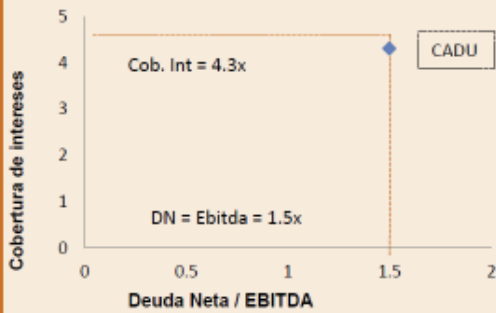 5
4
3
2
1
0
Cobertura de intereses
Cob. Int = 4.3x
CADU
DN = Ebitda = 1.5x
0 0.5 1 1.5 2
Deuda Neta / EBITDA